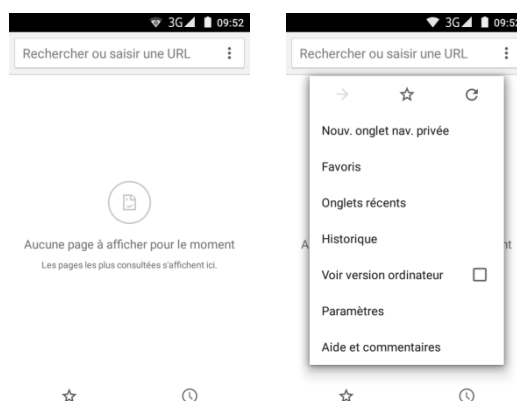 3G 09:52
Rechercher ou saisir une URL
Aucune page à afficher pour le moment
Les pages les plus consultées s'affichent ici.
3G 09:52
Rechercher ou saisir une URL
Nouv. onglet nav. privée
Favoris
Onglets récents
Historique
Voir version ordinateur
Paramètres
Aide et commentaires